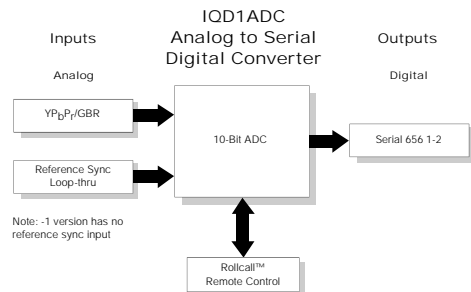 IQD1ADC
Analog to Serial
Digital Converter
Inputs
Outputs
Analog
Digital
YPbPr/GBR
10-Bit ADC
Serial 656 1-2
Reference Sync
Loop-thru
Note: -1 version has no
reference sync input
Rollcall™
Remote Control